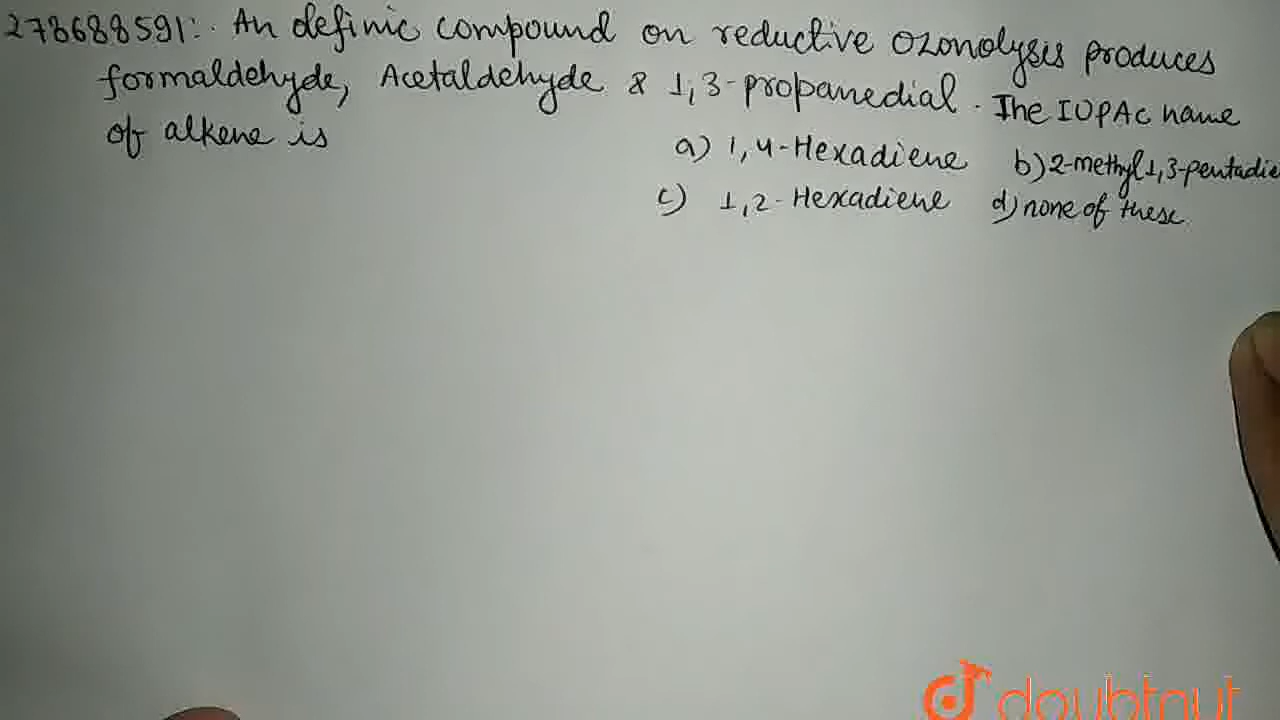 278688591:. An definic compound on reductive ozonolysis produces
formaldehyde, Acetaldehyde & 1,3-propanedial. The IUPAC name
of alkene is
a) 1,4-Hexadiene b) 2-methyl 1,3-pentadie
c) 1,2-Hexadiene d) none of these.
doubtnut